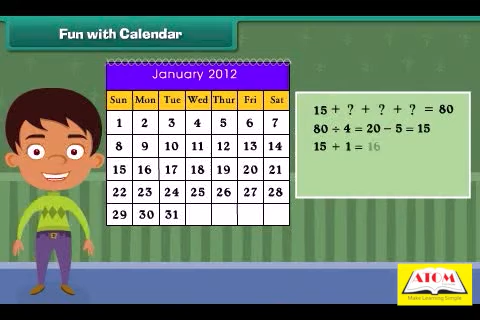 Fun with Calendar
January 2012
Sun Mon Tue Wed Thur Fri Sat
1 2 3 4 5 6 7
8 9 10 11 12 13 14
15 16 17 18 19 20 21
22 23 24 25 26 27 28
29 30 31
15 + ? + ? + ? = 80
80 ÷ 4 = 20 – 5 = 15
15 + 1 = 16
ATOM
Make Learning Simple